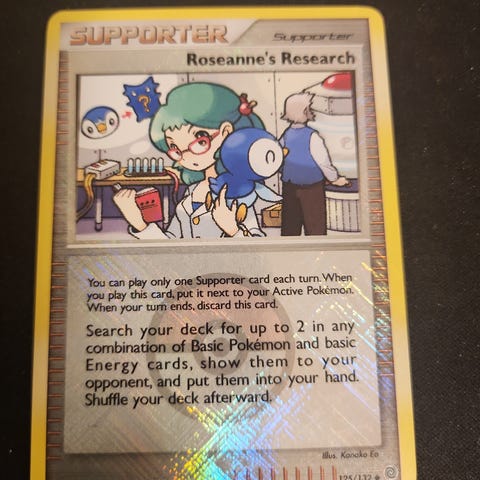 SUPPORTER Supporter
Roseanne's Research
?
You can play only one Supporter card each turn. When
you play this card, put it next to your Active Pokémon.
When your turn ends, discard this card.
Search your deck for up to 2 in any
combination of Basic Pokémon and basic
Energy cards, show them to your
opponent, and put them into your hand.
Shuffle your deck afterward.
Illus. Kanako Eo
125/132